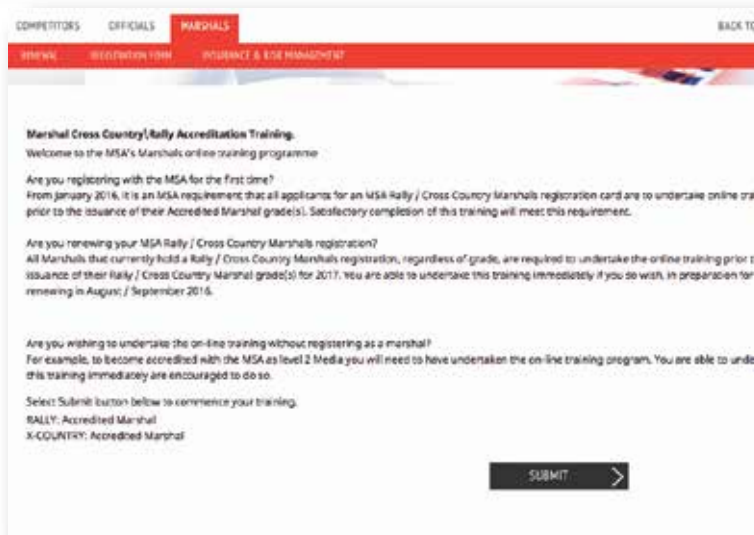 COMPETITORS OFFICIALS MARSHALS BACK TO
RENEWAL REGISTRATION FORM INSURANCE & RISK MANAGEMENT
Marshal Cross Country\Rally Accreditation Training.
Welcome to the MSA's Marshals online training programme
Are you registering with the MSA for the first time?
From January 2016, it is an MSA requirement that all applicants for an MSA Rally / Cross Country Marshals registration card are to undertake online tra
prior to the issuance of their Accredited Marshal grade(s). Satisfactory completion of this training will meet this requirement.
Are you renewing your MSA Rally / Cross Country Marshals registration?
All Marshals that currently hold a Rally / Cross Country Marshals registration, regardless of grade, are required to undertake the online training prior t
issuance of their Rally / Cross Country Marshal grade(s) for 2017. You are able to undertake this training immediately if you so wish, in preparation for
renewing in August / September 2016.
Are you wishing to undertake the on-line training without registering as a marshal?
For example, to become accredited with the MSA as level 2 Media you will need to have undertaken the on-line training program. You are able to unde
this training immediately are encouraged to do so.
Select Submit button below to commence your training.
RALLY: Accredited Marshal
X-COUNTRY: Accredited Marshal
SUBMIT